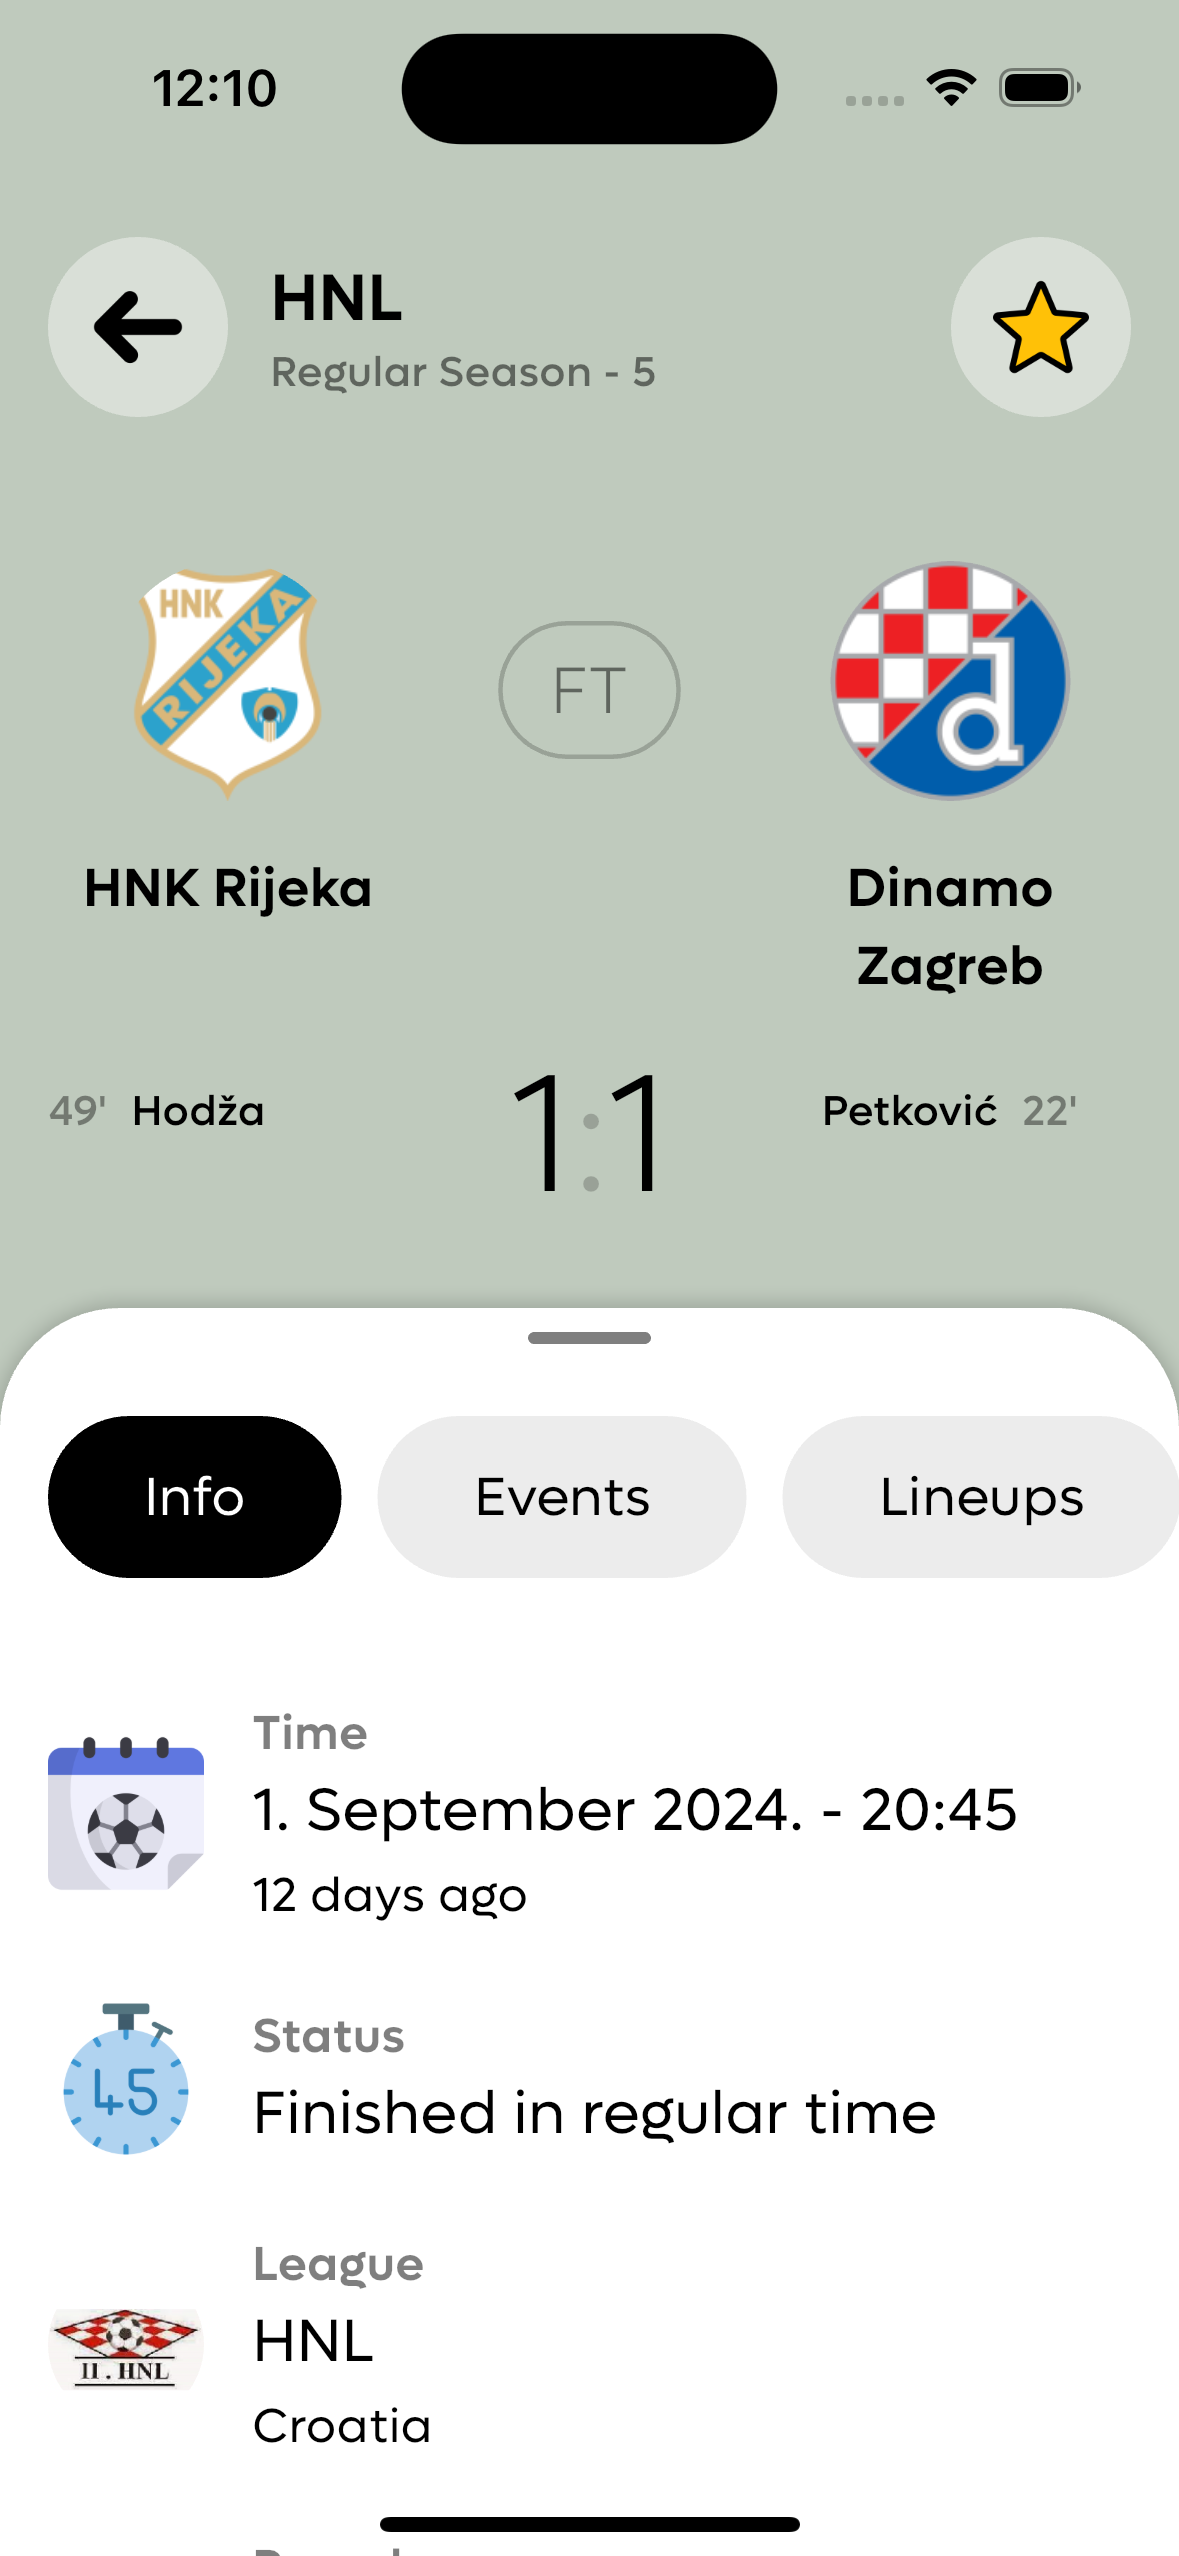 12:10
HNL
Regular Season - 5
HNK
RIJEKA
FT
d
HNK Rijeka
Dinamo
Zagreb
49' Hodža
1:1
Petković 22'
Info
Events
Lineups
Time
1. September 2024. - 20:45
12 days ago
45
Status
Finished in regular time
League
HNL
II . HNL
Croatia